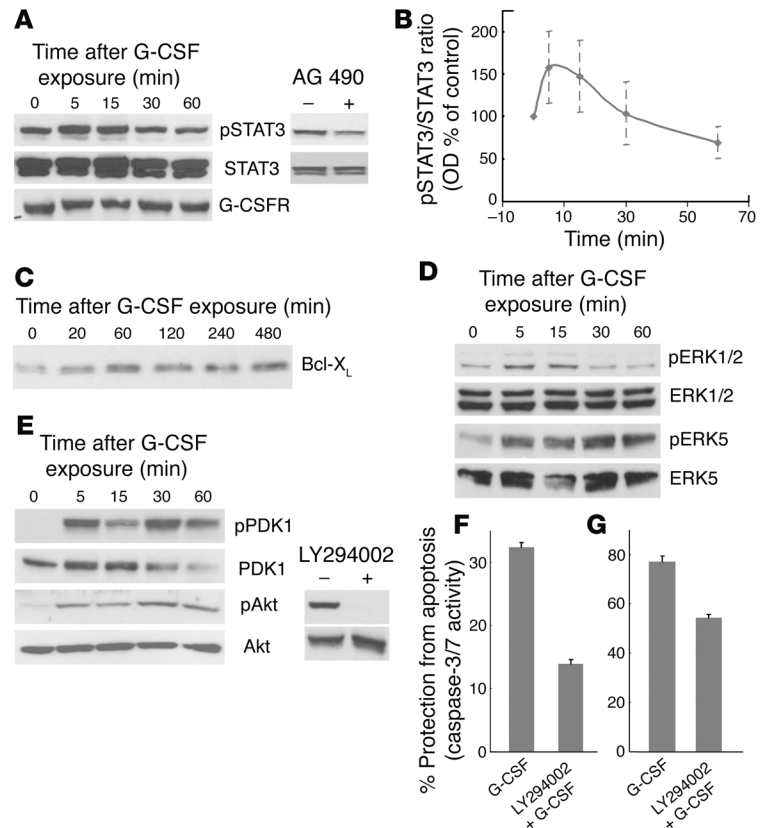 A
Time after G-CSF
exposure (min)
0 5 15 30 60
pSTAT3
STAT3
G-CSFR
AG 490
– +
B
pSTAT3/STAT3 ratio
(OD % of control)
200
150
100
50
0
–10 10 30 50 70
Time (min)
C
Time after G-CSF exposure (min)
0 20 60 120 240 480
Bcl-XL
D
Time after G-CSF
exposure (min)
0 5 15 30 60
pERK1/2
ERK1/2
pERK5
ERK5
E
Time after G-CSF
exposure (min)
0 5 15 30 60
pPDK1
PDK1
pAkt
Akt
LY294002
– +
F
% Protection from apoptosis
(caspase-3/7 activity)
30
20
10
0
G-CSF
LY294002
+ G-CSF
G
80
60
40
20
0
G-CSF
LY294002
+ G-CSF